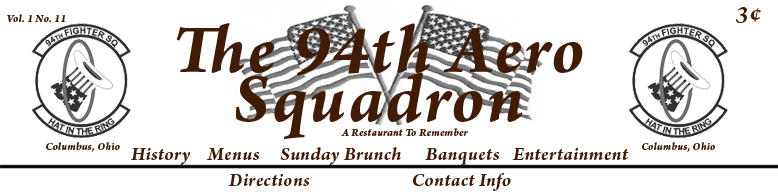 Vol. 1 No. 11
3¢
The 94th Aero
Squadron
A Restaurant To Remember
94TH FIGHTER SQ
HAT IN THE RING
Columbus, Ohio
94TH FIGHTER SQ
HAT IN THE RING
Columbus, Ohio
History Menus Sunday Brunch Banquets Entertainment
Directions Contact Info